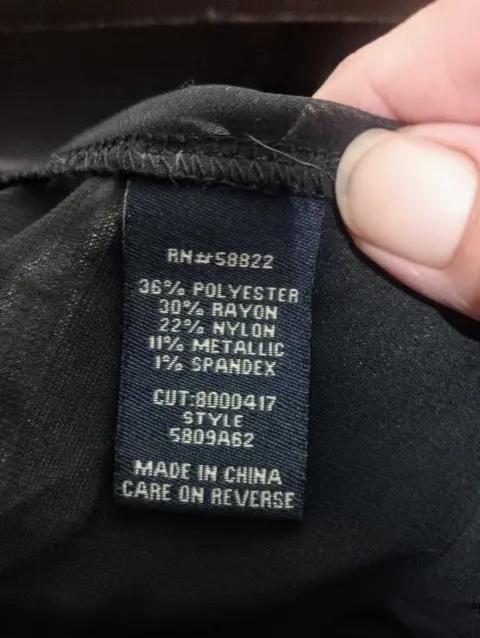 RN#58822
36% POLYESTER
30% RAYON
22% NYLON
11% METALLIC
1% SPANDEX
CUT:8000417
STYLE
5809A62
MADE IN CHINA
CARE ON REVERSE